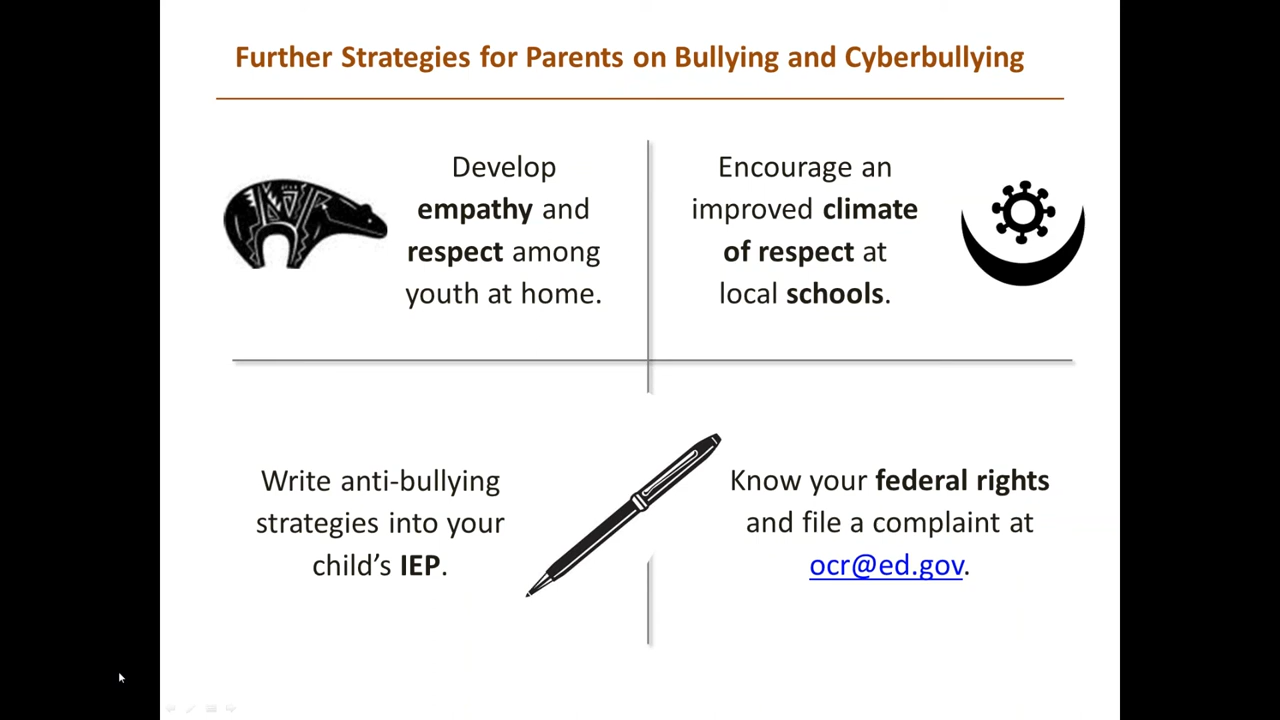 Further Strategies for Parents on Bullying and Cyberbullying
Develop
empathy and
respect among
youth at home.
Encourage an
improved climate
of respect at
local schools.
Write anti-bullying
strategies into your
child’s IEP.
Know your federal rights
and file a complaint at
ocr@ed.gov.